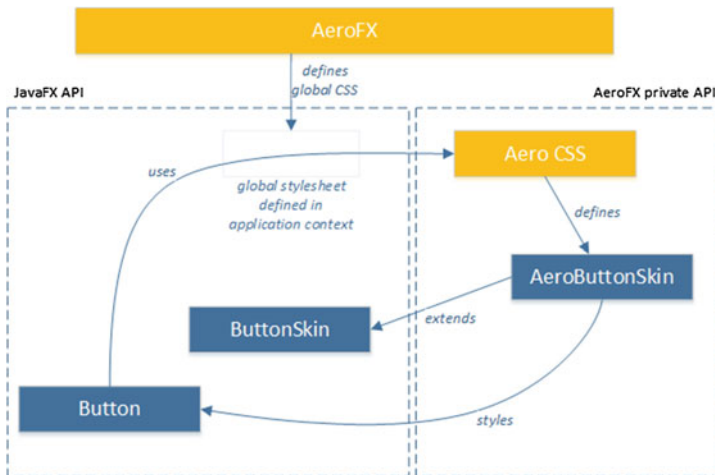 AeroFX
defines
global CSS
JavaFX API
AeroFX private API
uses
Aero CSS
global stylesheet
defined in
application context
defines
AeroButtonSkin
ButtonSkin
extends
Button
styles